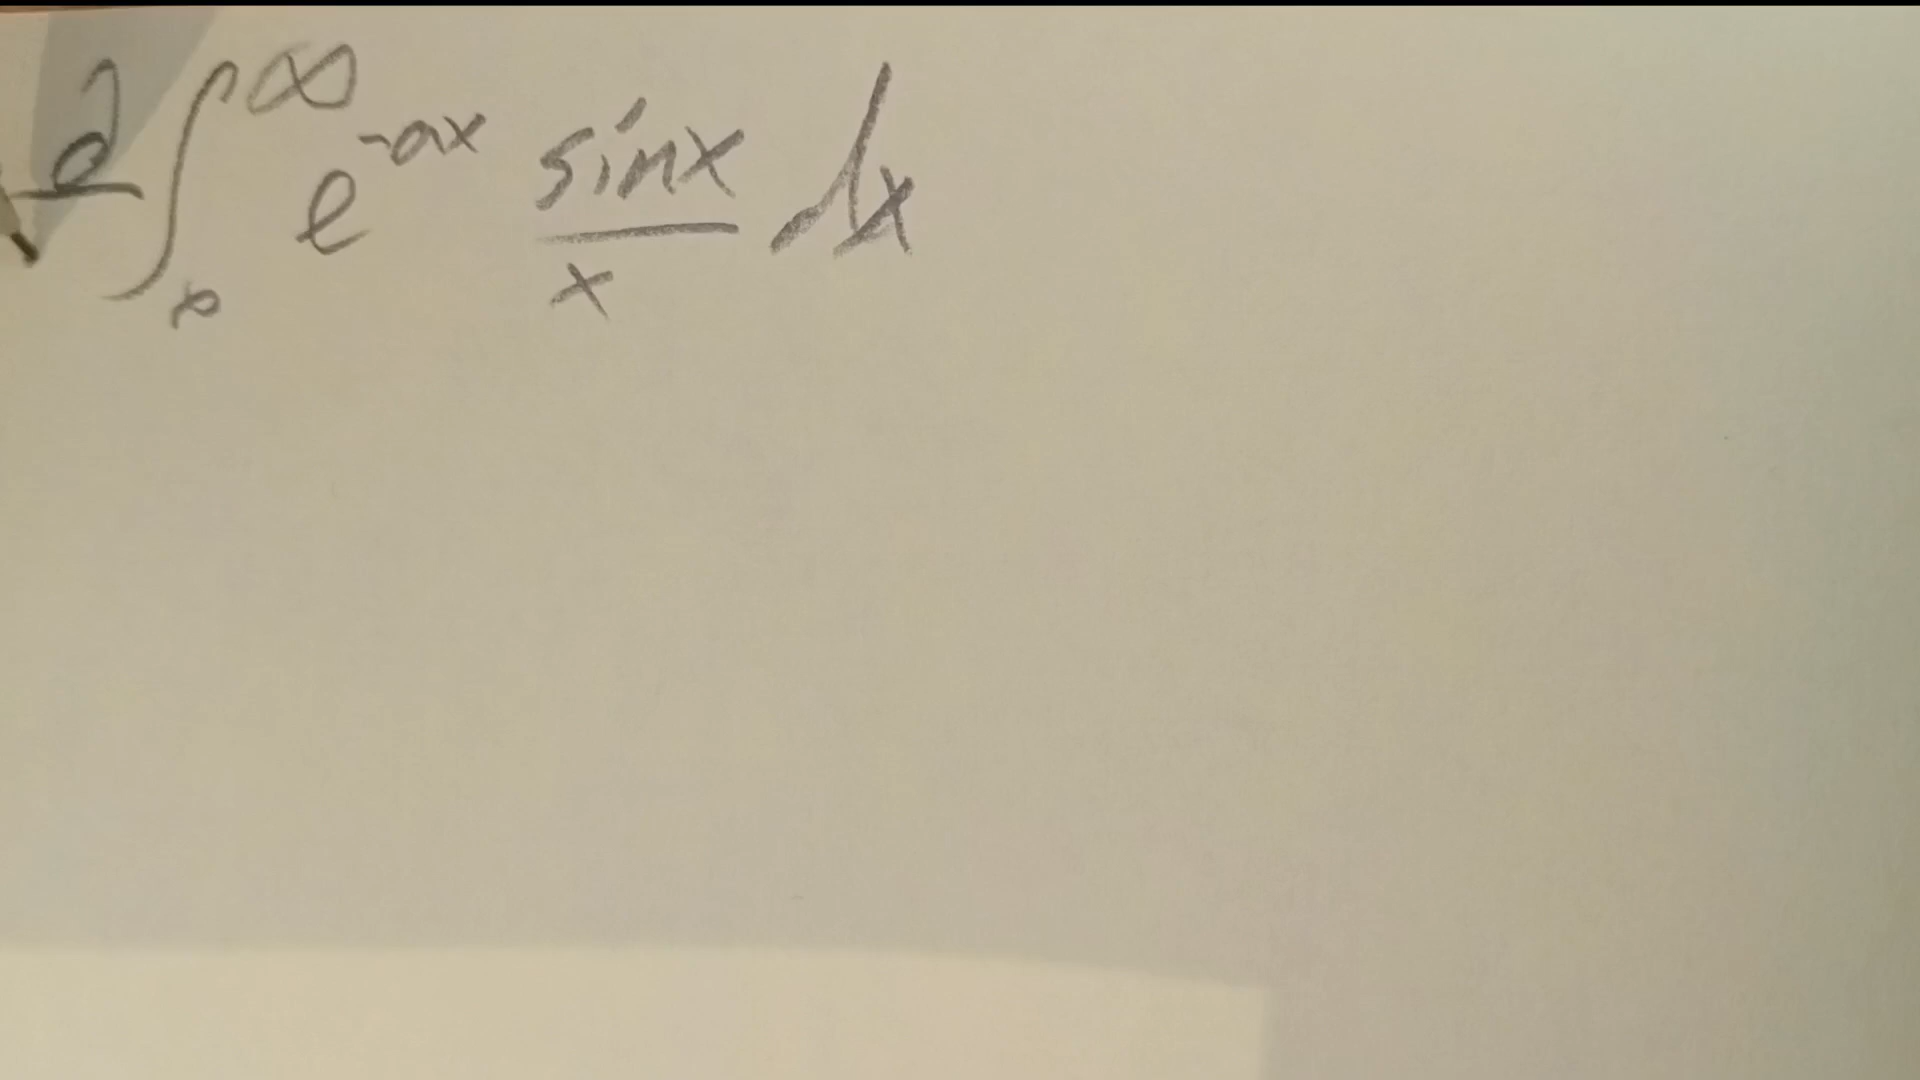 ∂ ∫₀^∞ e^(-ax) sinx/x dx